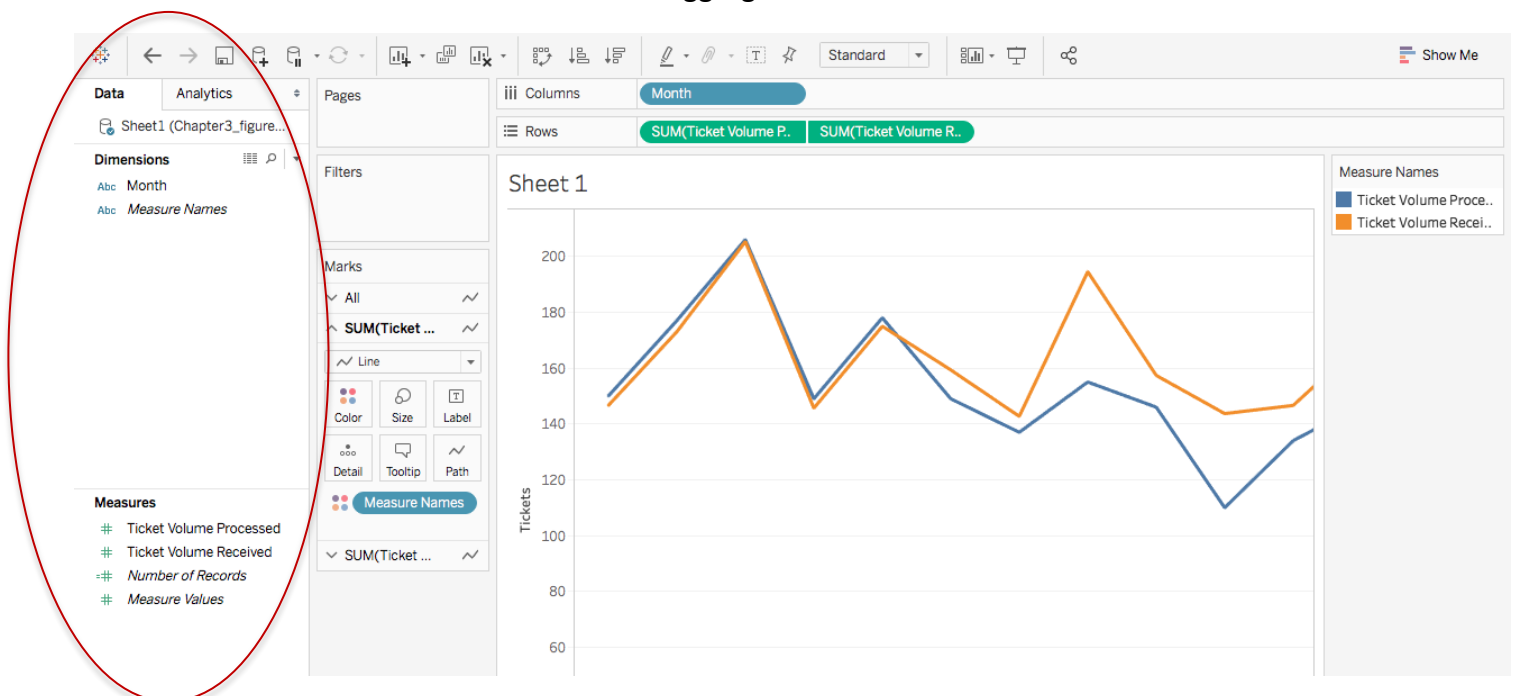 Standard
Show Me
Data
Analytics
Sheet1 (Chapter3_figure...
Dimensions
Abc Month
Abc Measure Names
Measures
# Ticket Volume Processed
# Ticket Volume Received
=# Number of Records
# Measure Values
Pages
Filters
Marks
All
SUM(Ticket ...
Line
Color
Size
T
Label
Detail
Tooltip
Path
Measure Names
SUM(Ticket ...
iii Columns
Month
Rows
SUM(Ticket Volume P..
SUM(Ticket Volume R..
Sheet 1
200
180
160
140
120
100
80
60
Tickets
Measure Names
Ticket Volume Proce..
Ticket Volume Recei..